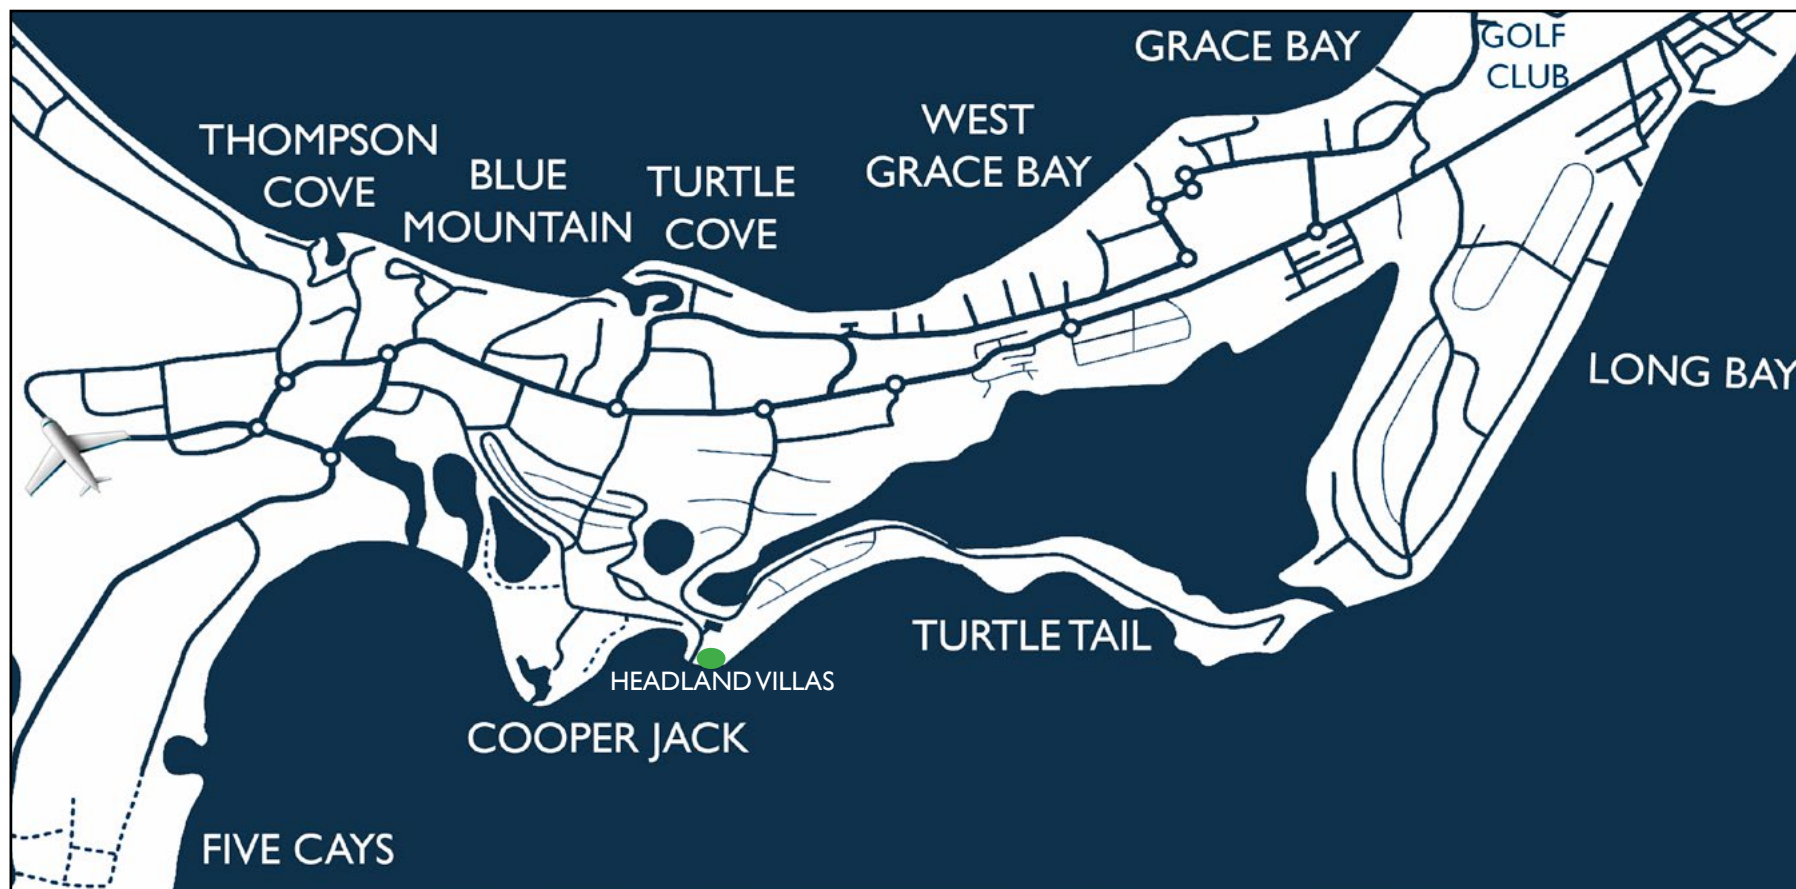 GRACE BAY
GOLF
CLUB
WEST
GRACE BAY
THOMPSON
COVE
BLUE
MOUNTAIN
TURTLE
COVE
LONG BAY
TURTLE TAIL
HEADLAND VILLAS
COOPER JACK
FIVE CAYS